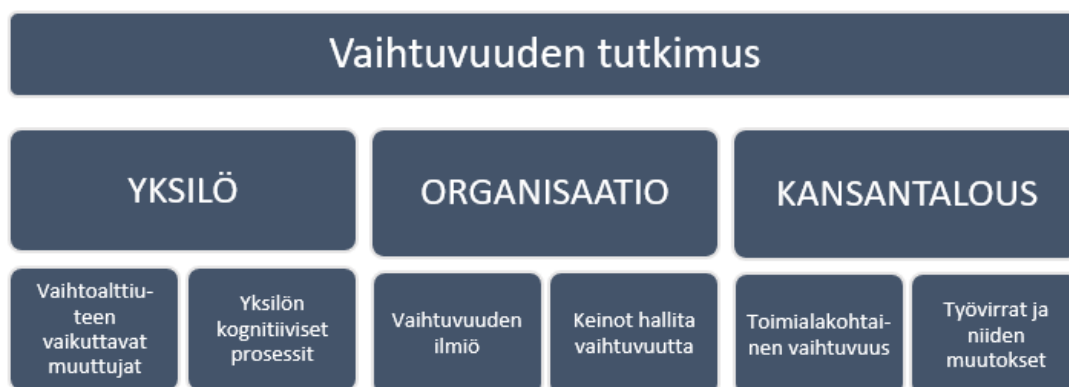 Vaihtuvuuden tutkimus
YKSILÖ
ORGANISAATIO
KANSANTALOUS
Vaihtoalttiu-
teen
vaikuttavat
muuttujat
Yksilön
kognitiiviset
prosessit
Vaihtuvuuden
ilmiö
Keinot hallita
vaihtuvuutta
Toimialakohtai-
nen vaihtuvuus
Työvirrat ja
niiden
muutokset